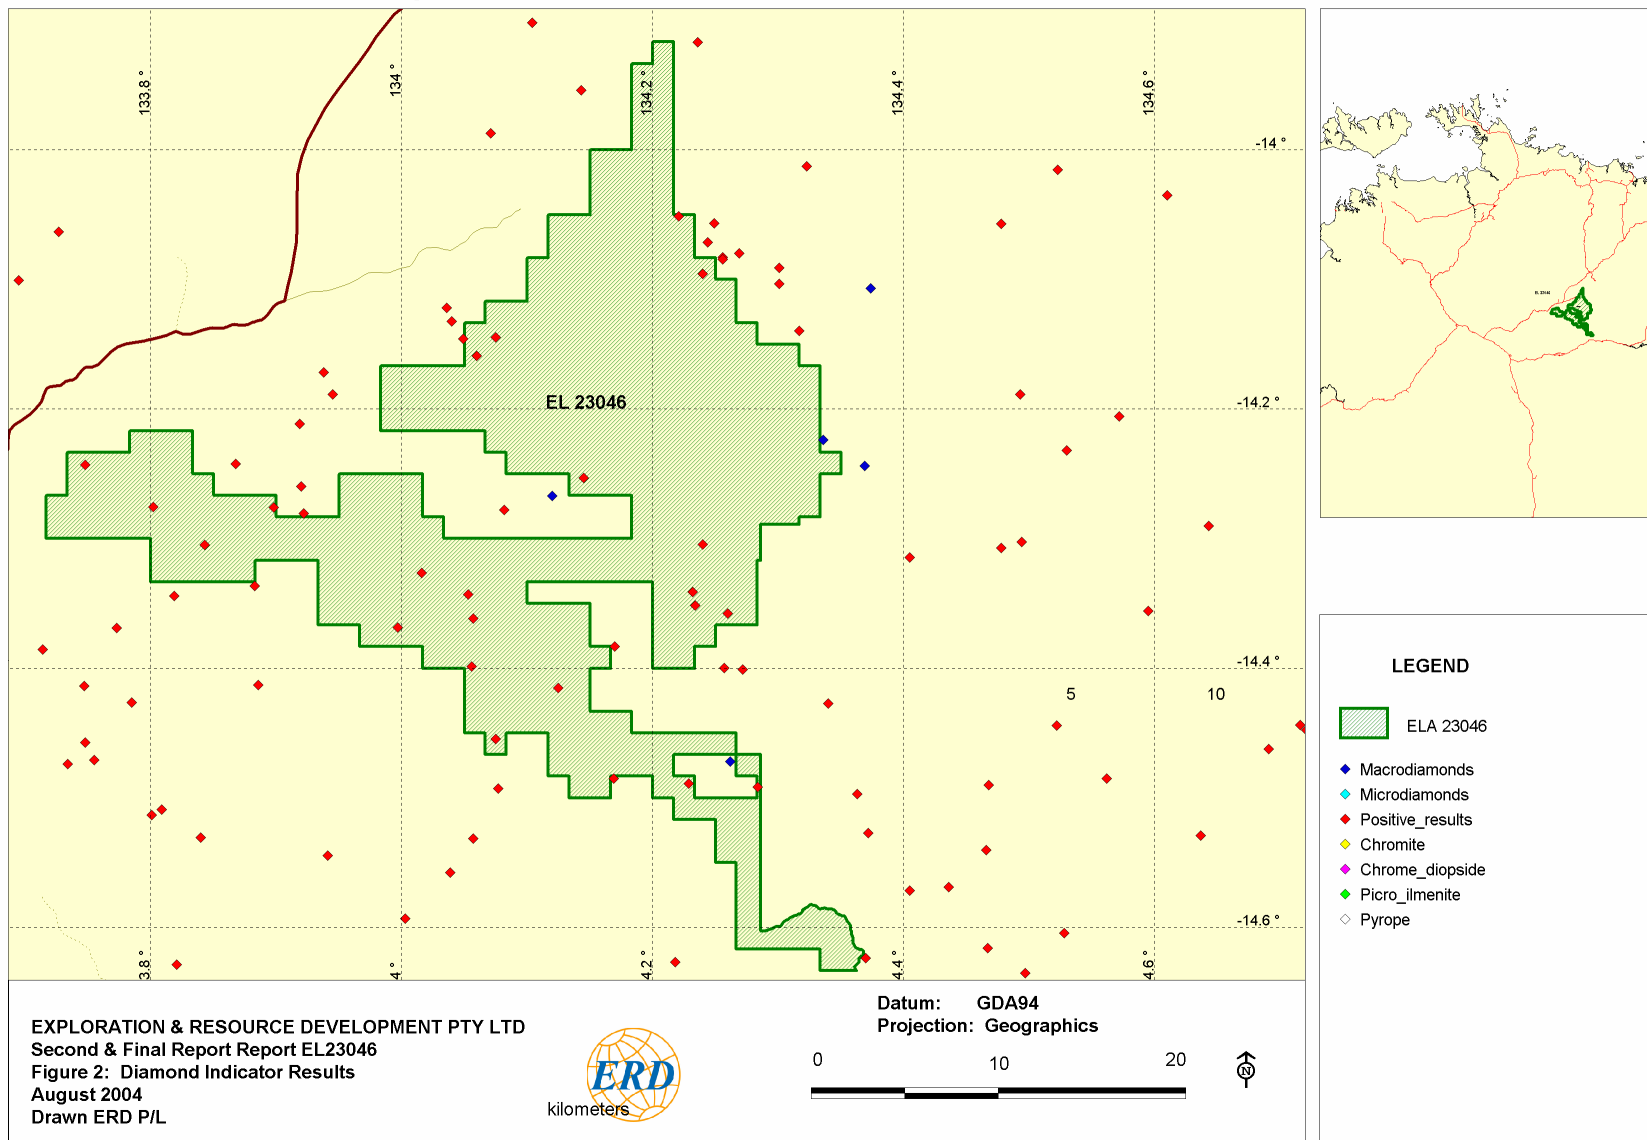 133.8 °
134 °
134.2 °
134.4 °
134.6 °
-14 °
EL 23046
-14.2 °
-14.4 °
5
10
-14.6 °
3.8 °
4 °
4.2 °
4.4 °
4.6 °
EL 23046
LEGEND
ELA 23046
Macrodiamonds
Microdiamonds
Positive_results
Chromite
Chrome_diopside
Picro_ilmenite
Pyrope
EXPLORATION & RESOURCE DEVELOPMENT PTY LTD
Second & Final Report Report EL23046
Figure 2: Diamond Indicator Results
August 2004
Drawn ERD P/L
ERD
kilometers
Datum: GDA94
Projection: Geographics
0
10
20
N